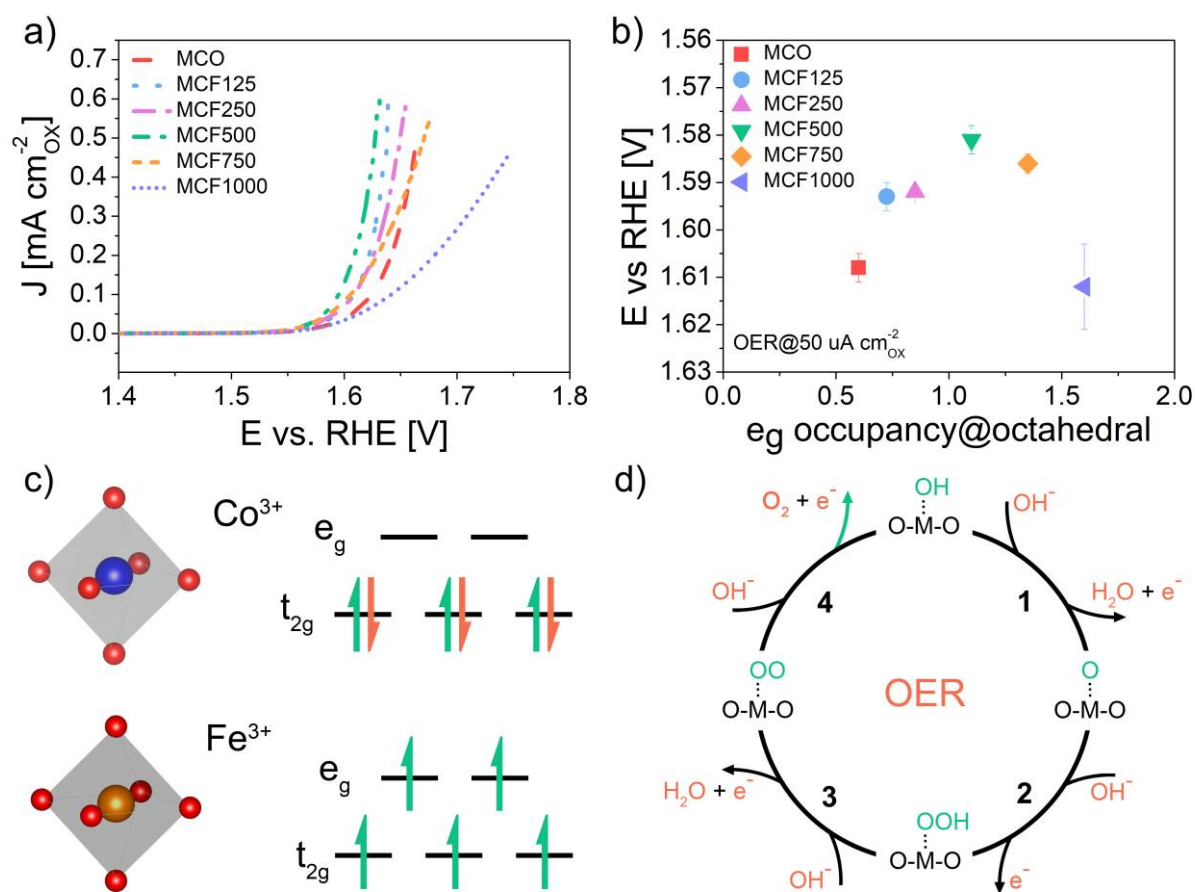 a)
0.7
0.6
0.5
0.4
0.3
0.2
0.1
0.0
J [mA cm⁻²OX]
MCO
MCF125
MCF250
MCF500
MCF750
MCF1000
1.4 1.5 1.6 1.7 1.8
E vs. RHE [V]
b)
1.56
1.57
1.58
1.59
1.60
1.61
1.62
1.63
E vs RHE [V]
MCO
MCF125
MCF250
MCF500
MCF750
MCF1000
OER@50 uA cm⁻²OX
0.0 0.5 1.0 1.5 2.0
eg occupancy@octahedral
c)
Co³⁺
eg
t2g
Fe³⁺
eg
t2g
d)
OH
O-M-O
OH⁻
1
H₂O + e⁻
O
O-M-O
OH⁻
2
e⁻
OOH
O-M-O
OH⁻
3
H₂O + e⁻
OO
O-M-O
OH⁻
4
O₂ + e⁻
OER